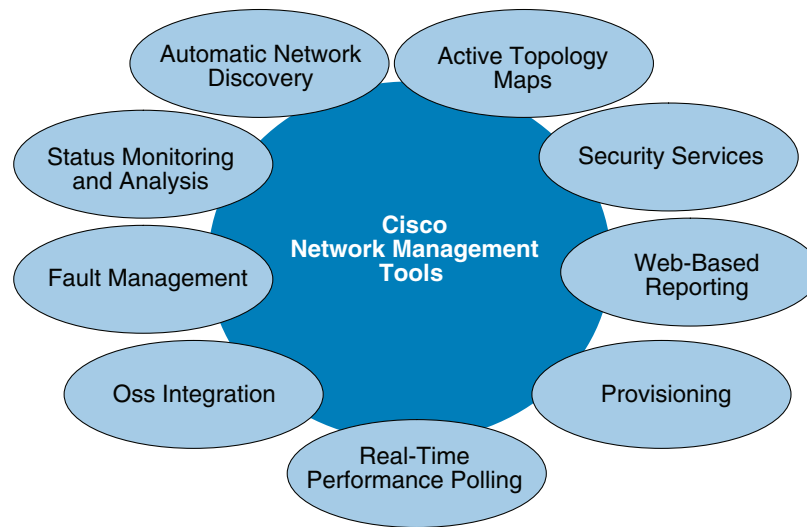 Automatic Network
Discovery
Active Topology
Maps
Status Monitoring
and Analysis
Security Services
Cisco
Network Management
Tools
Fault Management
Web-Based
Reporting
Oss Integration
Provisioning
Real-Time
Performance Polling